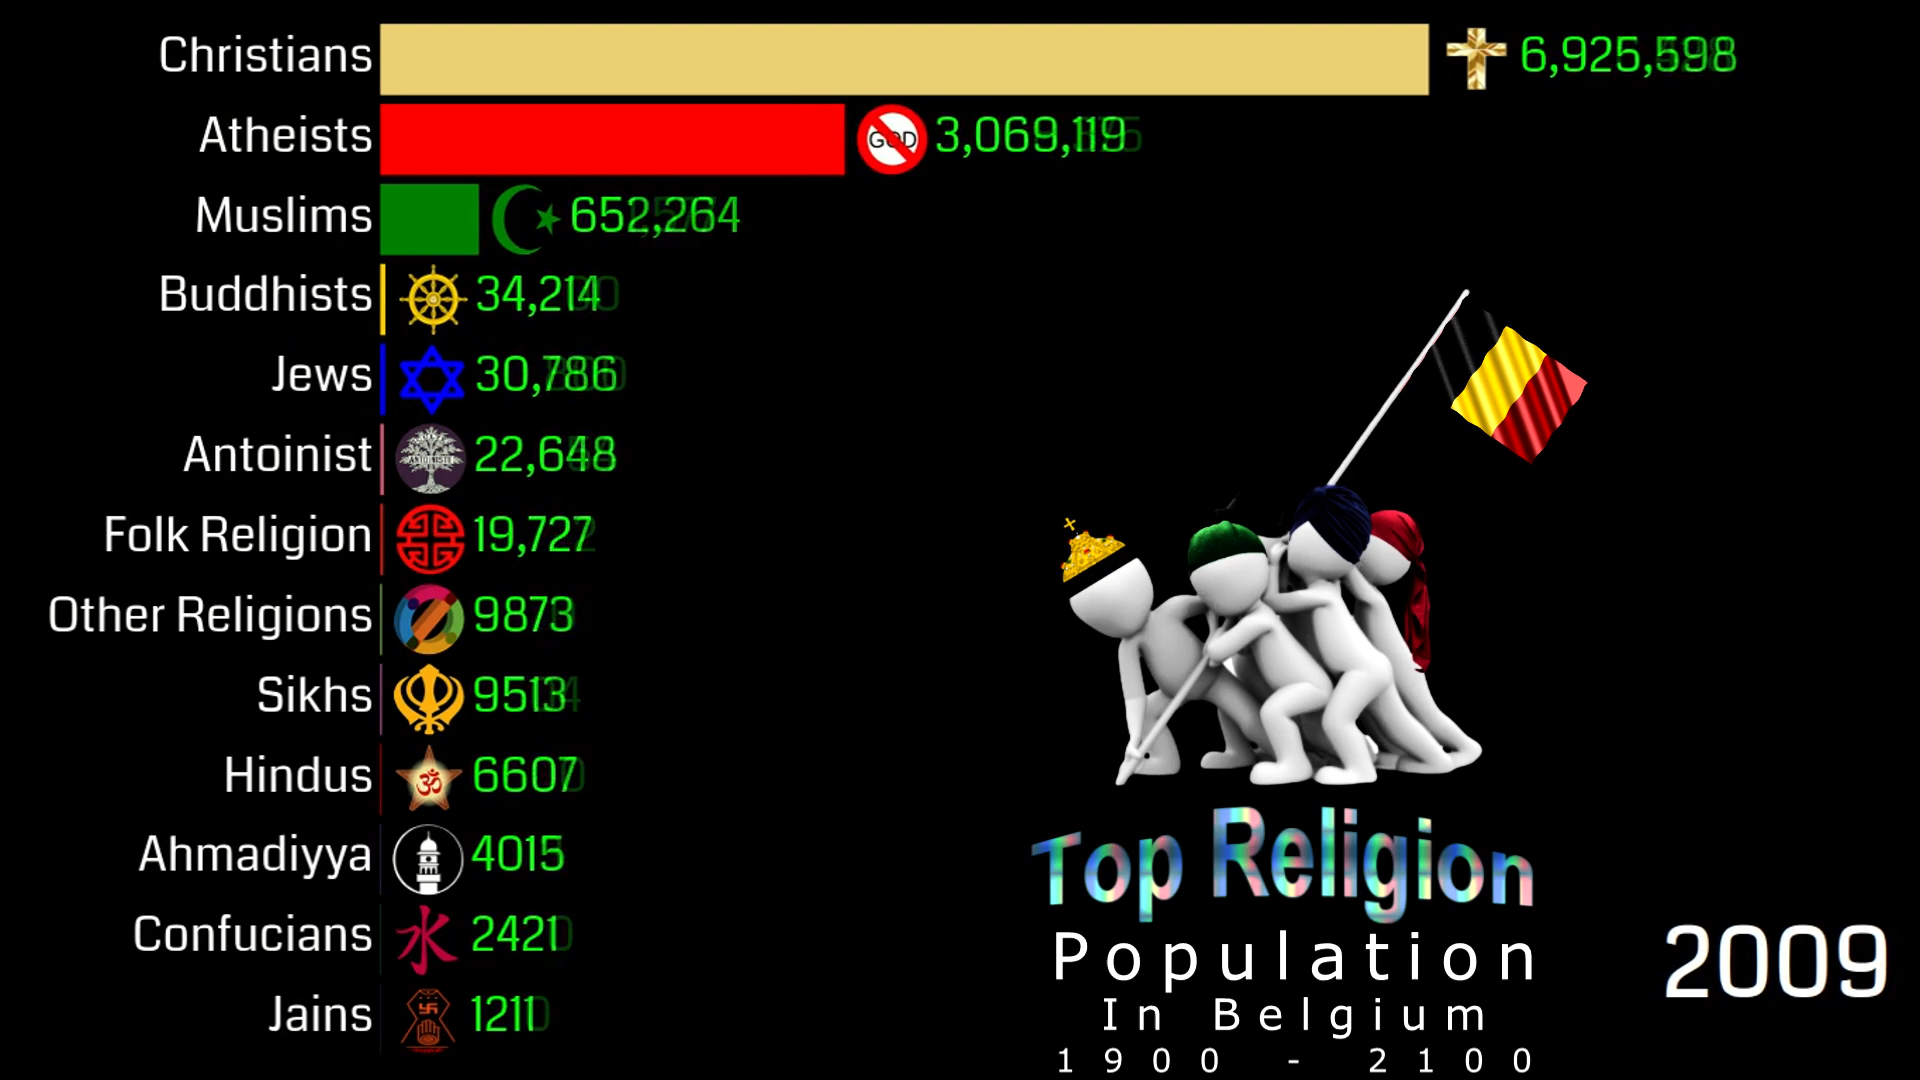 Christians 6,925,598
Atheists GOD 3,069,119
Muslims 652,264
Buddhists 34,214
Jews 30,786
Antoinist ANTOINISTE 22,648
Folk Religion 19,727
Other Religions 9873
Sikhs 9513
Hindus ॐ 6607
Ahmadiyya 4015
Confucians 水 2421
Jains 1211
Top Religion
Population
In Belgium
1900 - 2100
2009